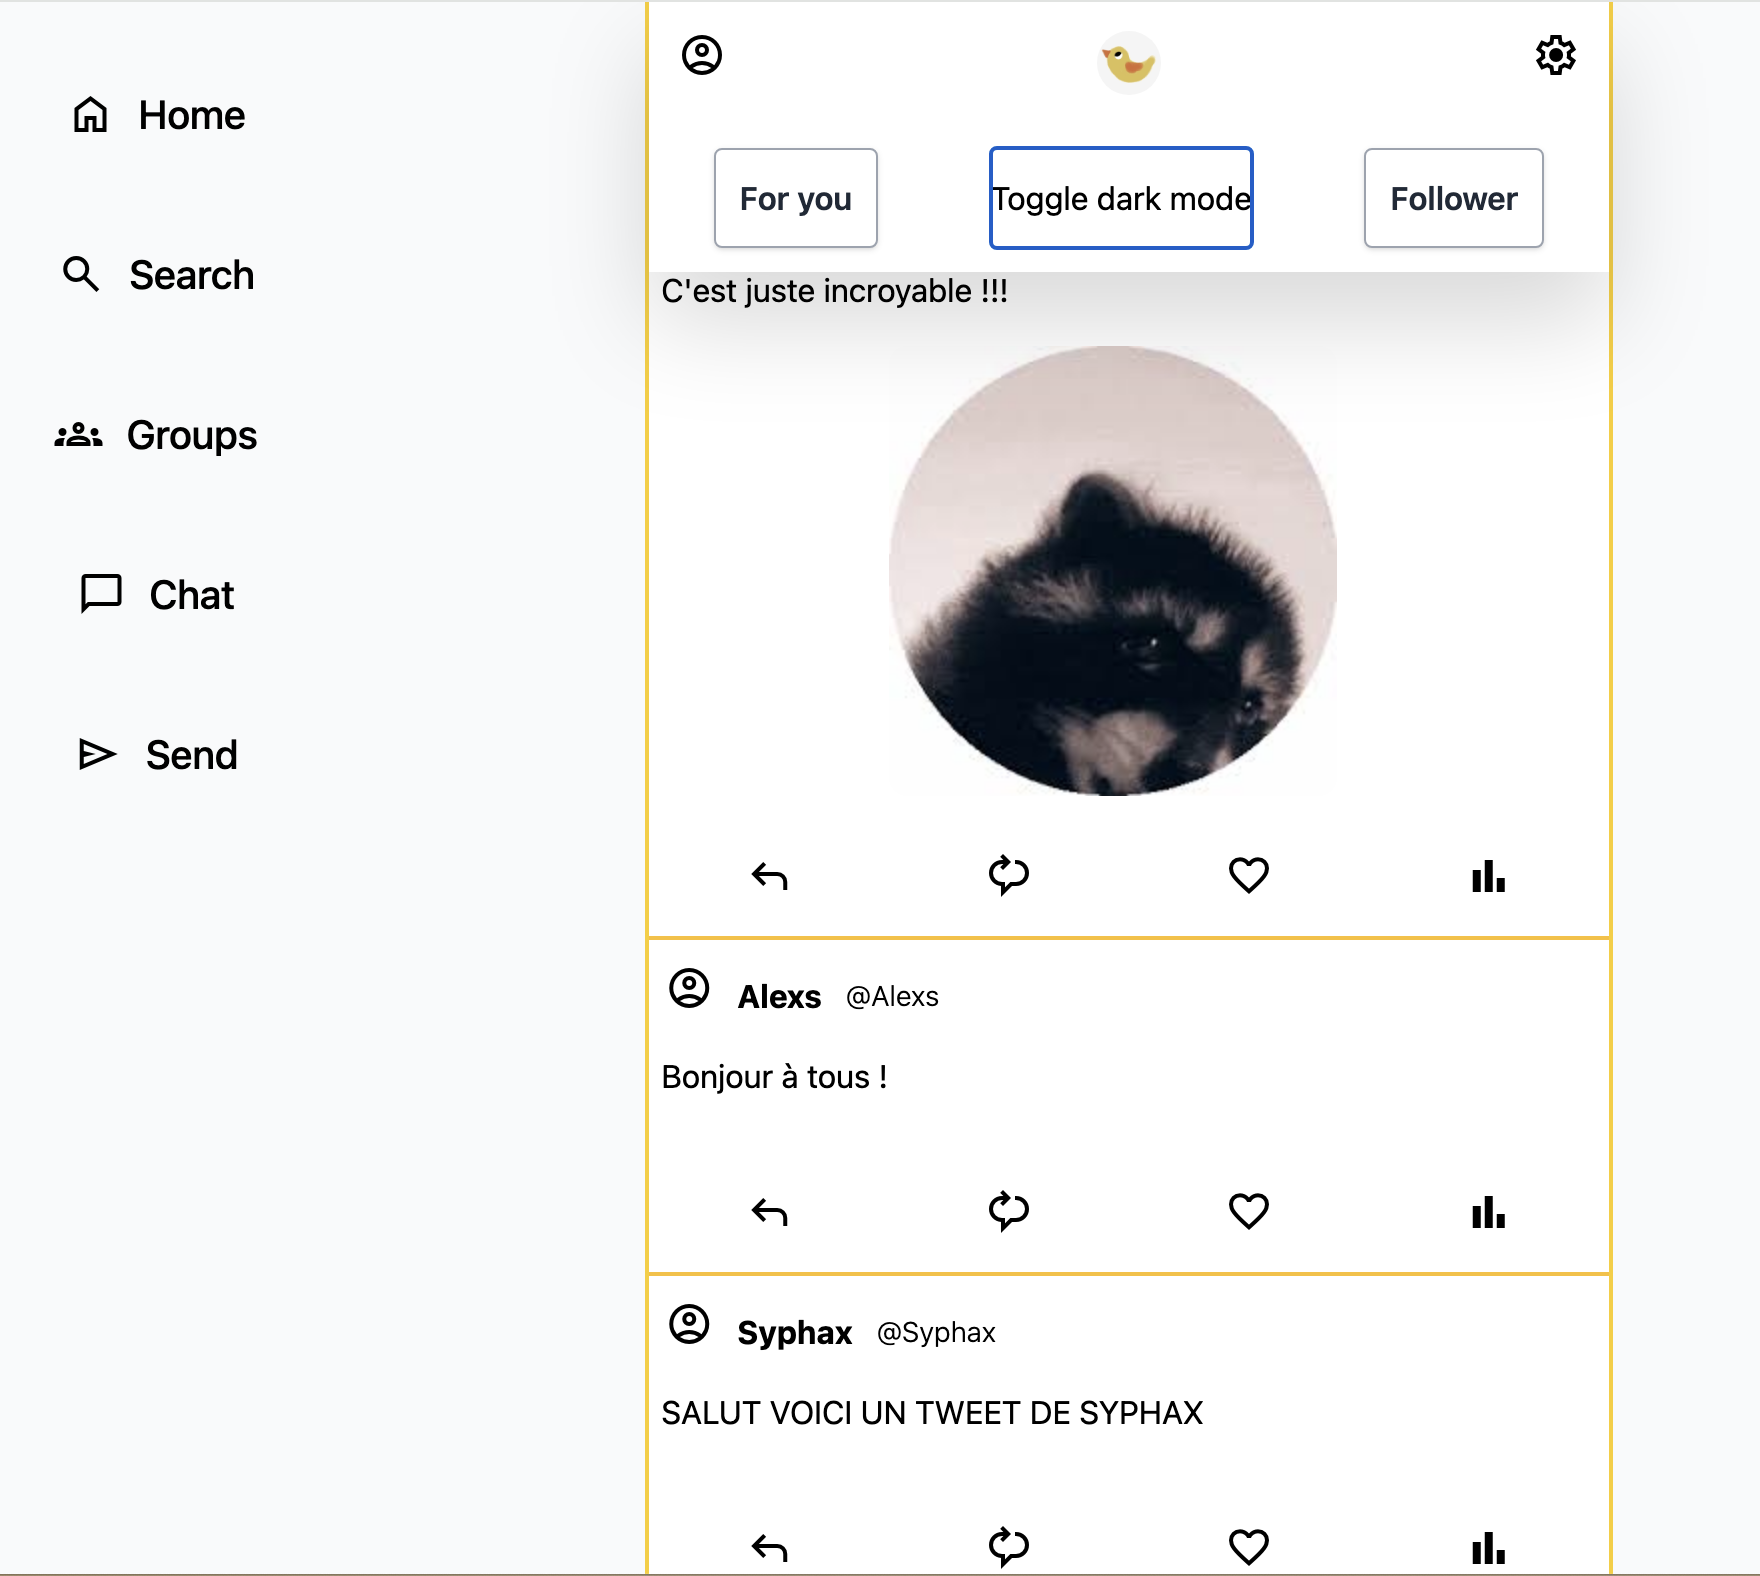 Home
Search
Groups
Chat
Send
For you
Toggle dark mode
Follower
C'est juste incroyable !!!
Alexs @Alexs
Bonjour à tous !
Syphax @Syphax
SALUT VOICI UN TWEET DE SYPHAX